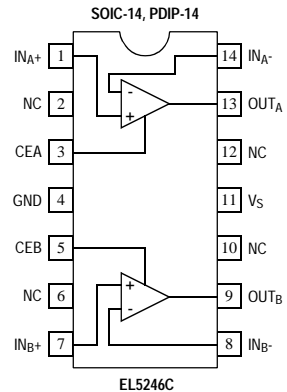 SOIC-14, PDIP-14
INA+ 1 14 INA-
- +
NC 2 13 OUTA
CEA 3 12 NC
GND 4 11 VS
CEB 5 10 NC
+ -
NC 6 9 OUTB
INB+ 7 8 INB-
EL5246C